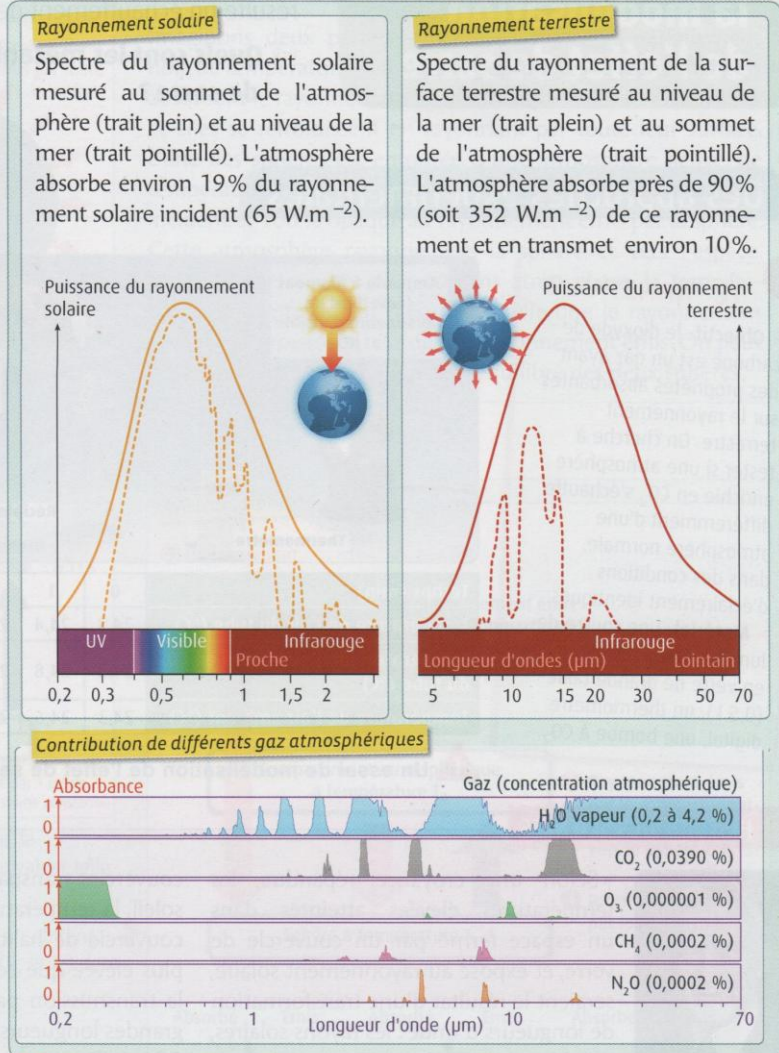 Rayonnement solaire
Spectre du rayonnement solaire
mesuré au sommet de l'atmos-
phère (trait plein) et au niveau de la
mer (trait pointillé). L'atmosphère
absorbe environ 19% du rayonne-
ment solaire incident (65 W.m⁻²).
Puissance du rayonnement
solaire
UV
Visible
Infrarouge
Proche
0,2 0,3 0,5 1 1,5 2
Rayonnement terrestre
Spectre du rayonnement de la sur-
face terrestre mesuré au niveau de
la mer (trait plein) et au sommet
de l'atmosphère (trait pointillé).
L'atmosphère absorbe près de 90%
(soit 352 W.m⁻²) de ce rayonne-
ment et en transmet environ 10%.
Puissance du rayonnement
terrestre
Infrarouge
Longueur d'ondes (µm) Lointain
5 10 15 20 30 50 70
Contribution de différents gaz atmosphériques
Absorbance
Gaz (concentration atmosphérique)
1
0
H₂O vapeur (0,2 à 4,2 %)
1
0
CO₂ (0,0390 %)
1
0
O₃ (0,000001 %)
1
0
CH₄ (0,0002 %)
1
0
N₂O (0,0002 %)
0,2 1 10 70
Longueur d'onde (µm)